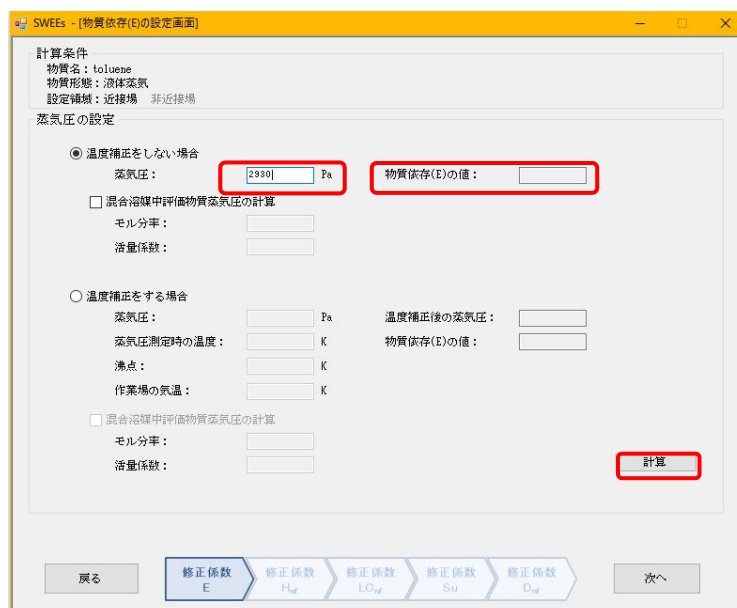 SWEEs - [物質依存(E)の設定画面]
計算条件
物質名：toluene
物質形態：液体蒸気
設定領域：近接場 非近接場
蒸気圧の設定
温度補正をしない場合
蒸気圧： 2930 Pa 物質依存(E)の値：
混合溶媒中評価物質蒸気圧の計算
モル分率：
活量係数：
温度補正をする場合
蒸気圧： Pa 温度補正後の蒸気圧：
蒸気圧測定時の温度： K 物質依存(E)の値：
沸点： K
作業場の気温： K
混合溶媒中評価物質蒸気圧の計算
モル分率：
活量係数：
計算
戻る 修正係数 修正係数 修正係数 修正係数 修正係数 次へ
E H_nf LC_nf Su D_nf